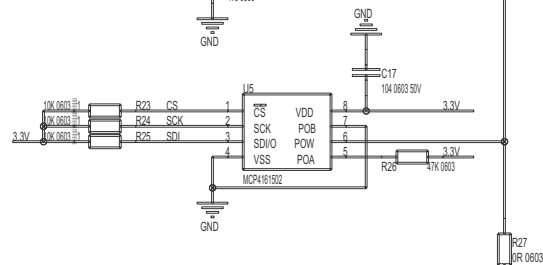 GND
GND
C17
104 0603 50V
U5
10K 0603 R23 CS 1 CS VDD 8 3.3V
0K 0603 R24 SCK 2 SCK POB 7
3.3V 0K 0603 R25 SDI 3 SDI/O POW 6
4 VSS POA 5 3.3V
R26 47K 0603
MCP4161502
GND
R27
0R 0603